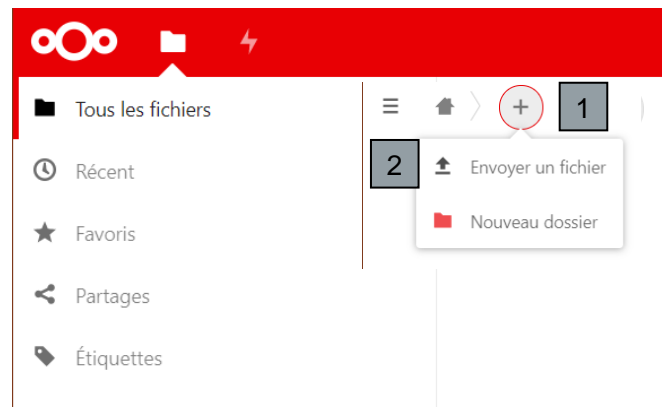 Tous les fichiers
1
2
Envoyer un fichier
Récent
Nouveau dossier
Favoris
Partages
Étiquettes